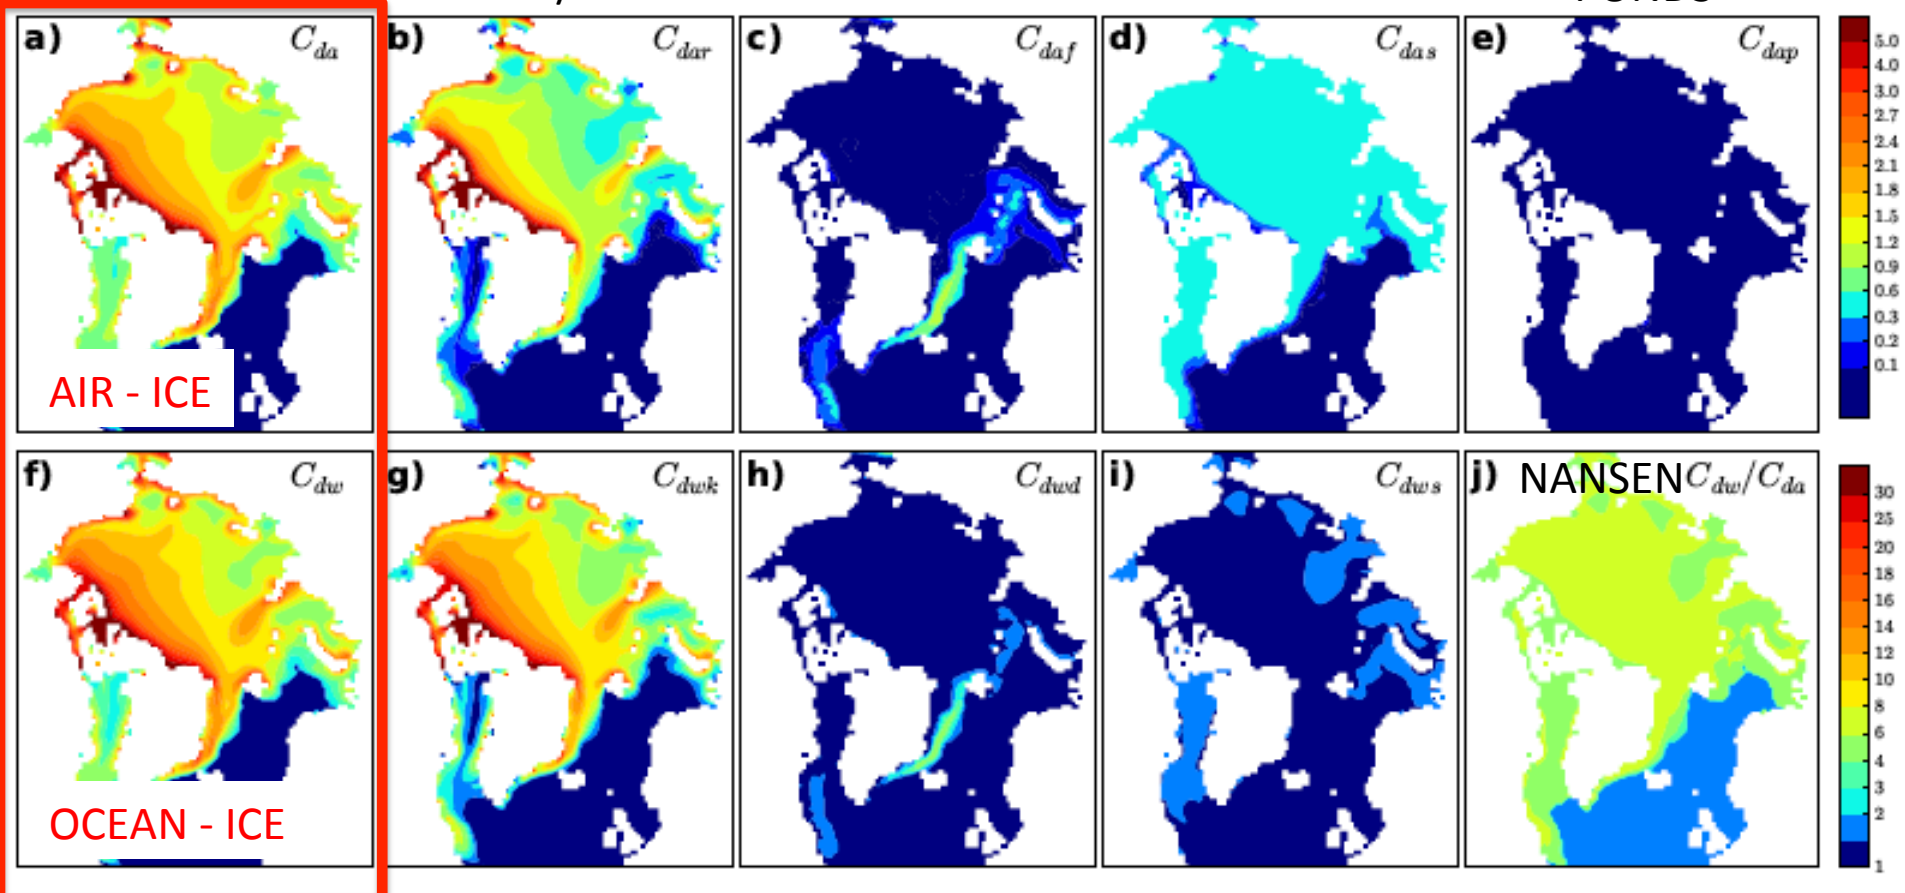 a) C_da
b) C_dar
c) C_daf
d) C_das
e) C_dap
5.0
4.0
3.0
2.7
2.4
2.1
1.8
1.5
1.2
0.9
0.6
0.3
0.2
0.1
AIR - ICE
f) C_dw
g) C_dwk
h) C_dwd
i) C_dws
j) NANSEN C_dw/C_da
30
25
20
18
16
14
12
10
8
6
4
3
2
1
OCEAN - ICE